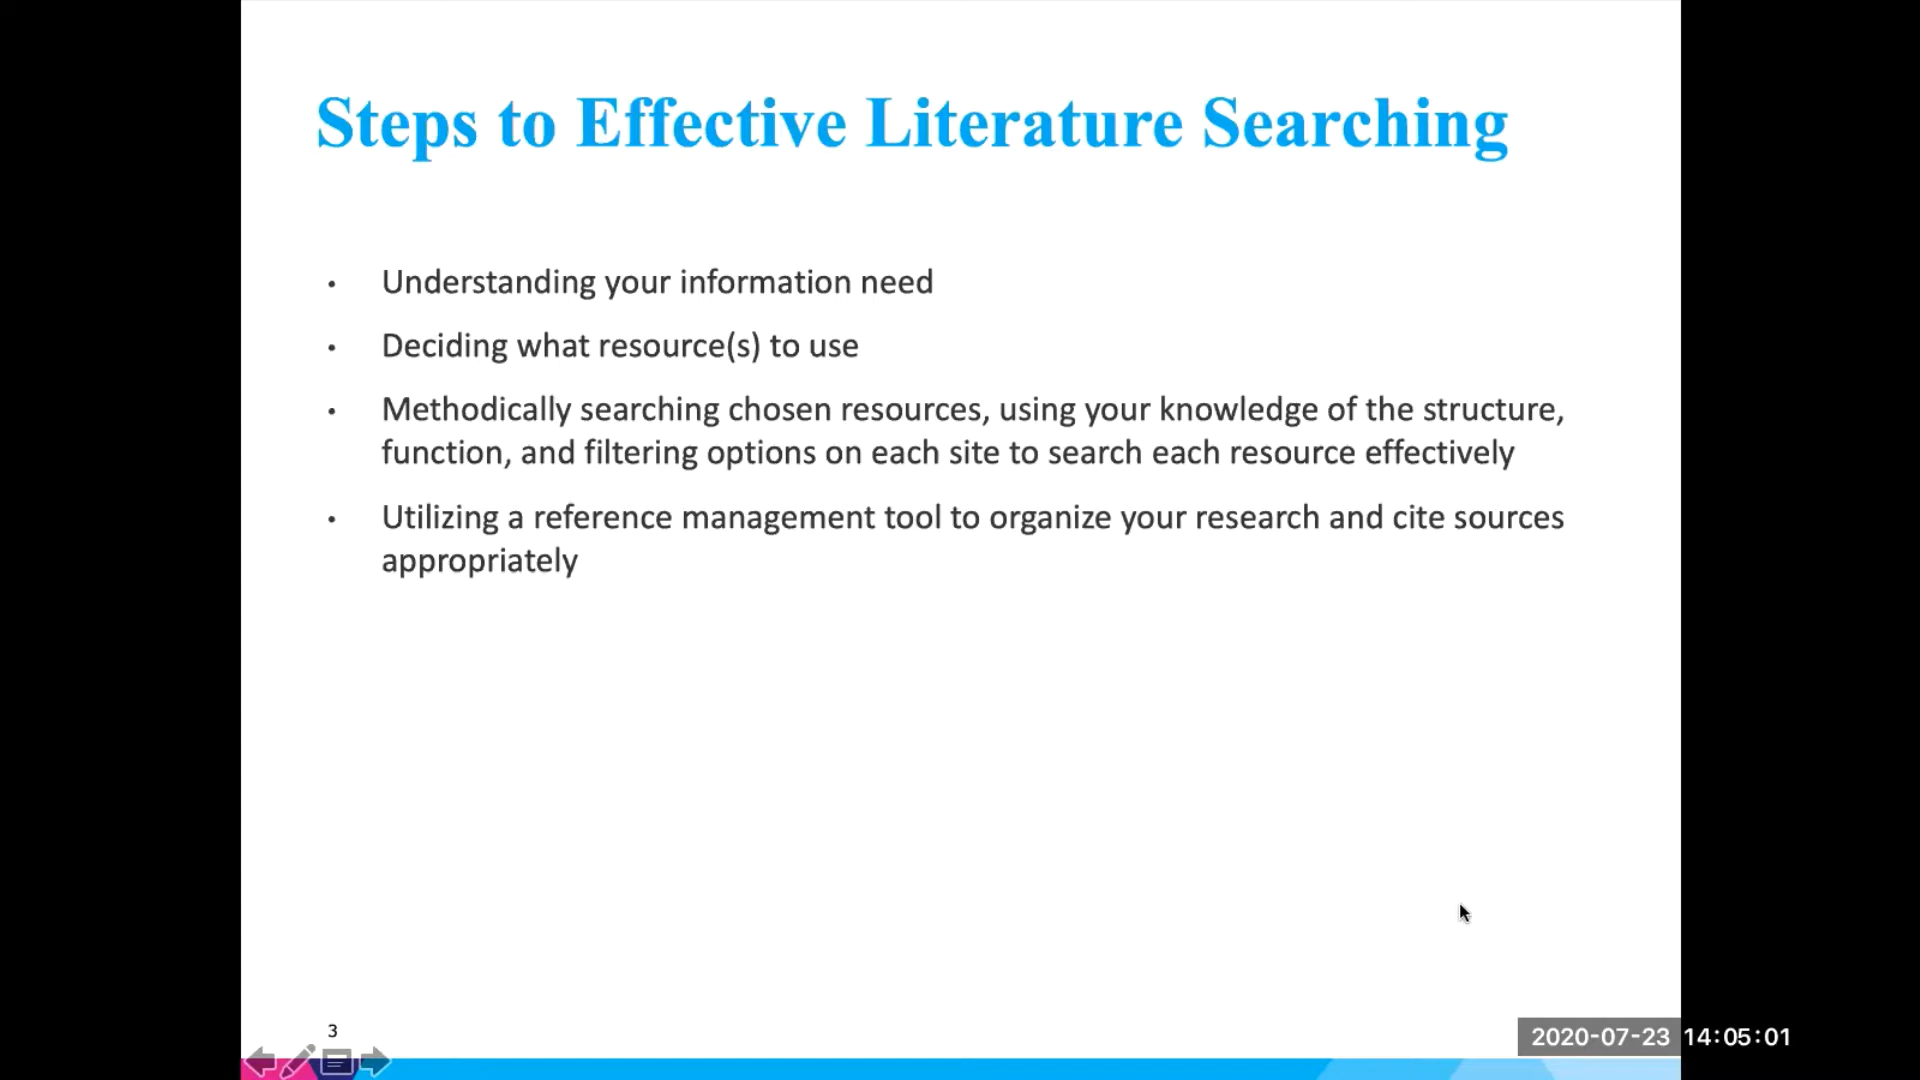 Steps to Effective Literature Searching
• Understanding your information need
• Deciding what resource(s) to use
• Methodically searching chosen resources, using your knowledge of the structure,
function, and filtering options on each site to search each resource effectively
• Utilizing a reference management tool to organize your research and cite sources
appropriately
3
2020-07-23 14:05:01